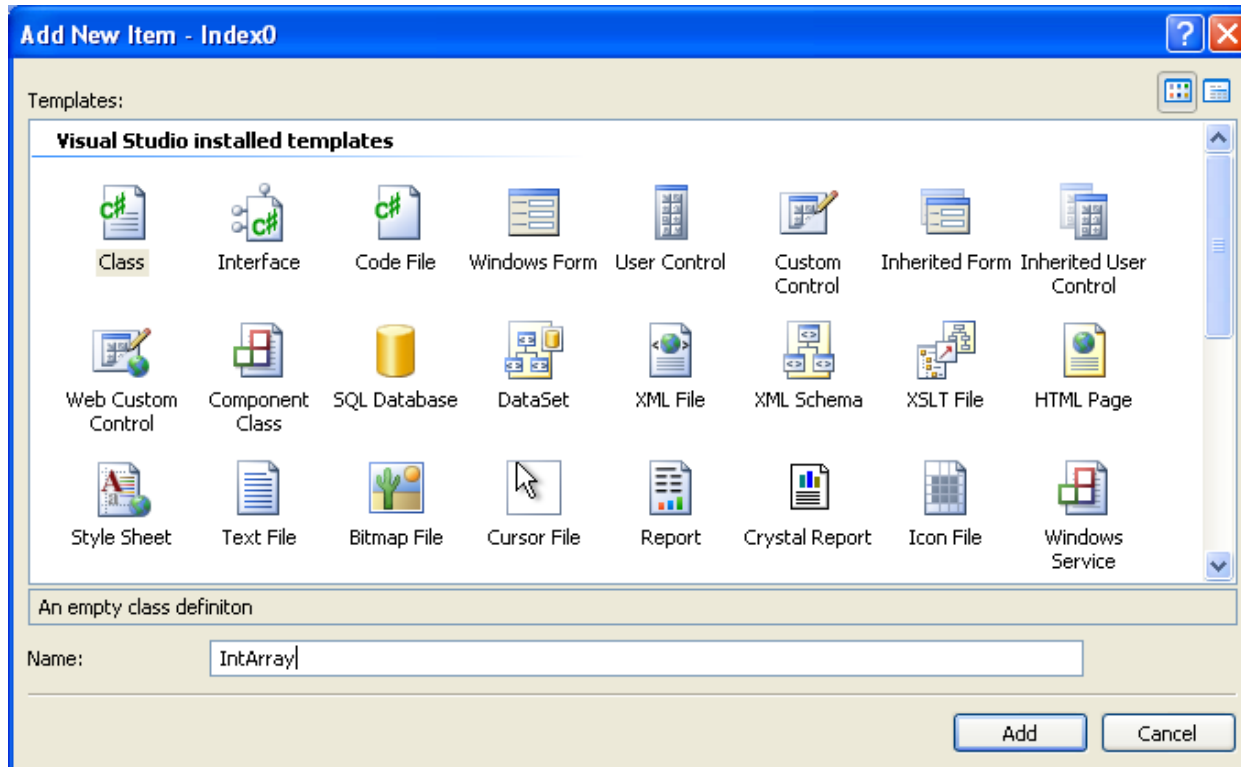 Add New Item - Index0
Templates:
Visual Studio installed templates
Class
Interface
Code File
Windows Form
User Control
Custom
Control
Inherited Form
Inherited User
Control
Web Custom
Control
Component
Class
SQL Database
DataSet
XML File
XML Schema
XSLT File
HTML Page
Style Sheet
Text File
Bitmap File
Cursor File
Report
Crystal Report
Icon File
Windows
Service
An empty class definiton
Name:
IntArray
Add
Cancel